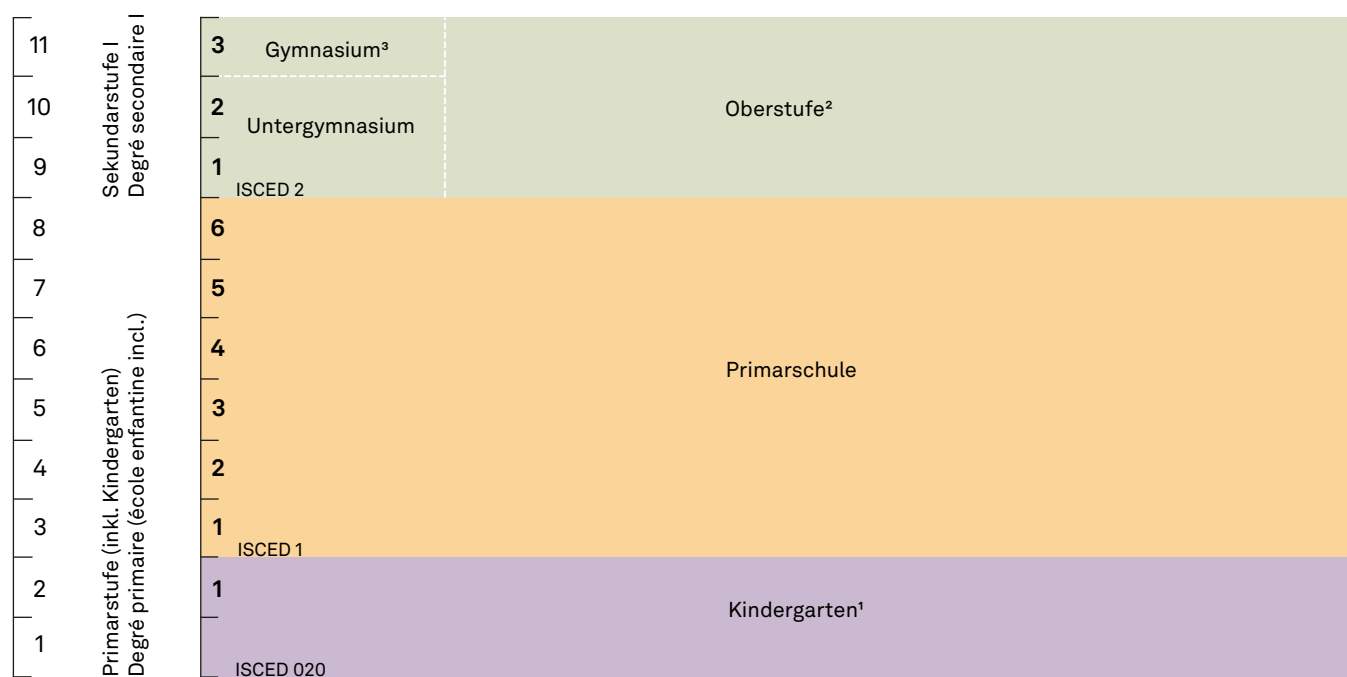 11
10
9
8
7
6
5
4
3
2
1
Sekundarstufe I
Degré secondaire I
Primarstufe (inkl. Kindergarten)
Degré primaire (école enfantine incl.)
3
Gymnasium³
2
Untergymnasium
1
ISCED 2
Oberstufe²
6
5
4
3
2
1
ISCED 1
Primarschule
1
Kindergarten¹
ISCED 020